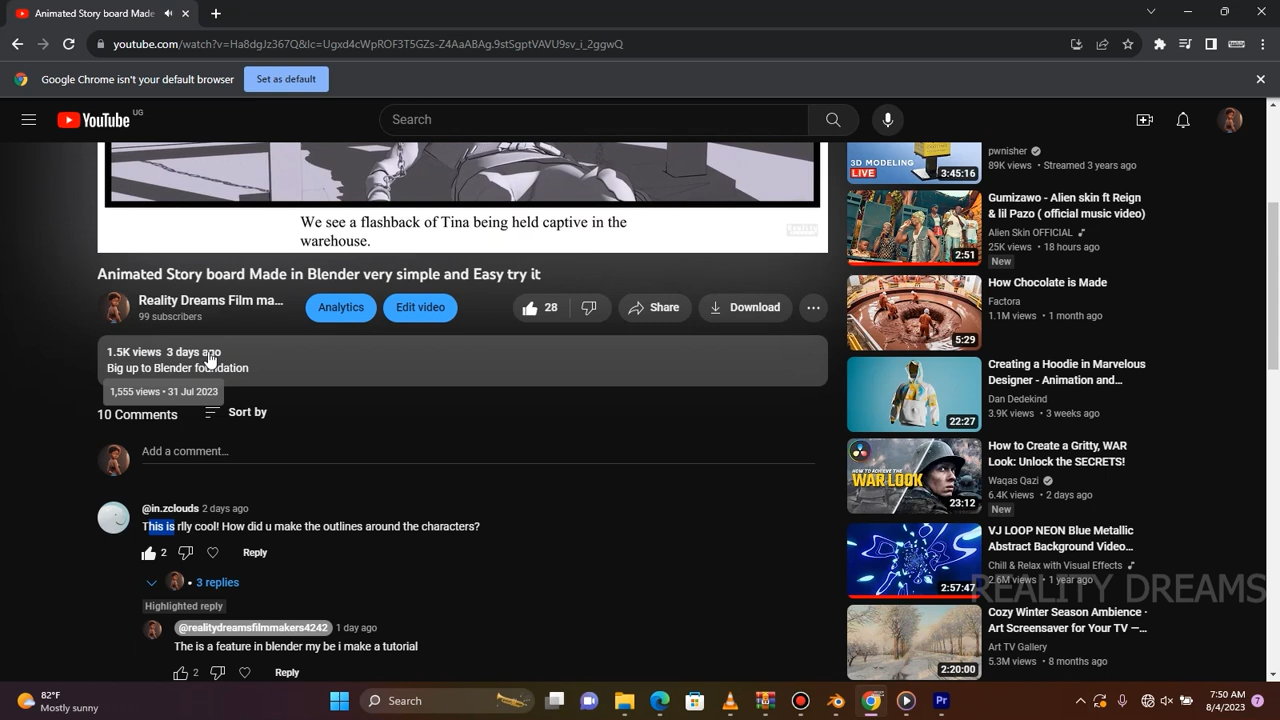 Animated Story board Made
youtube.com/watch?v=Ha8dgJz367Q&lc=Ugxd4cWpROF3T5GZs-Z4AaABAg.9stSgptVAVU9sv_i_2ggwQ
Google Chrome isn't your default browser
Set as default
YouTube UG
Search
We see a flashback of Tina being held captive in the
warehouse.
Reality
Animated Story board Made in Blender very simple and Easy try it
Reality Dreams Film ma...
99 subscribers
Analytics
Edit video
28
Share
Download
1.5K views 3 days ago
Big up to Blender foundation
1,555 views • 31 Jul 2023
10 Comments
Sort by
Add a comment...
@in.zclouds 2 days ago
This is rlly cool! How did u make the outlines around the characters?
2
Reply
• 3 replies
Highlighted reply
@realitydreamsfilmmakers4242 1 day ago
The is a feature in blender my be i make a tutorial
2
Reply
3D MODELING
LIVE
3:45:16
pwnisher
89K views • Streamed 3 years ago
2:51
Gumizawo - Alien skin ft Reign
& lil Pazo ( official music video)
Alien Skin OFFICIAL
25K views • 18 hours ago
New
5:29
How Chocolate is Made
Factora
1.1M views • 1 month ago
22:27
Creating a Hoodie in Marvelous
Designer - Animation and...
Dan Dedekind
3.9K views • 3 weeks ago
HOW TO ACHIEVE THE
WAR LOOK
23:12
How to Create a Gritty, WAR
Look: Unlock the SECRETS!
Waqas Qazi
6.4K views • 2 days ago
New
2:57:47
VJ LOOP NEON Blue Metallic
Abstract Background Video...
Chill & Relax with Visual Effects
2.6M views • 1 year ago
REALITY DREAMS
2:20:00
Cozy Winter Season Ambience ·
Art Screensaver for Your TV —...
Art TV Gallery
5.3M views • 8 months ago
82°F
Mostly sunny
Search
Pr
7:50 AM
8/4/2023
7